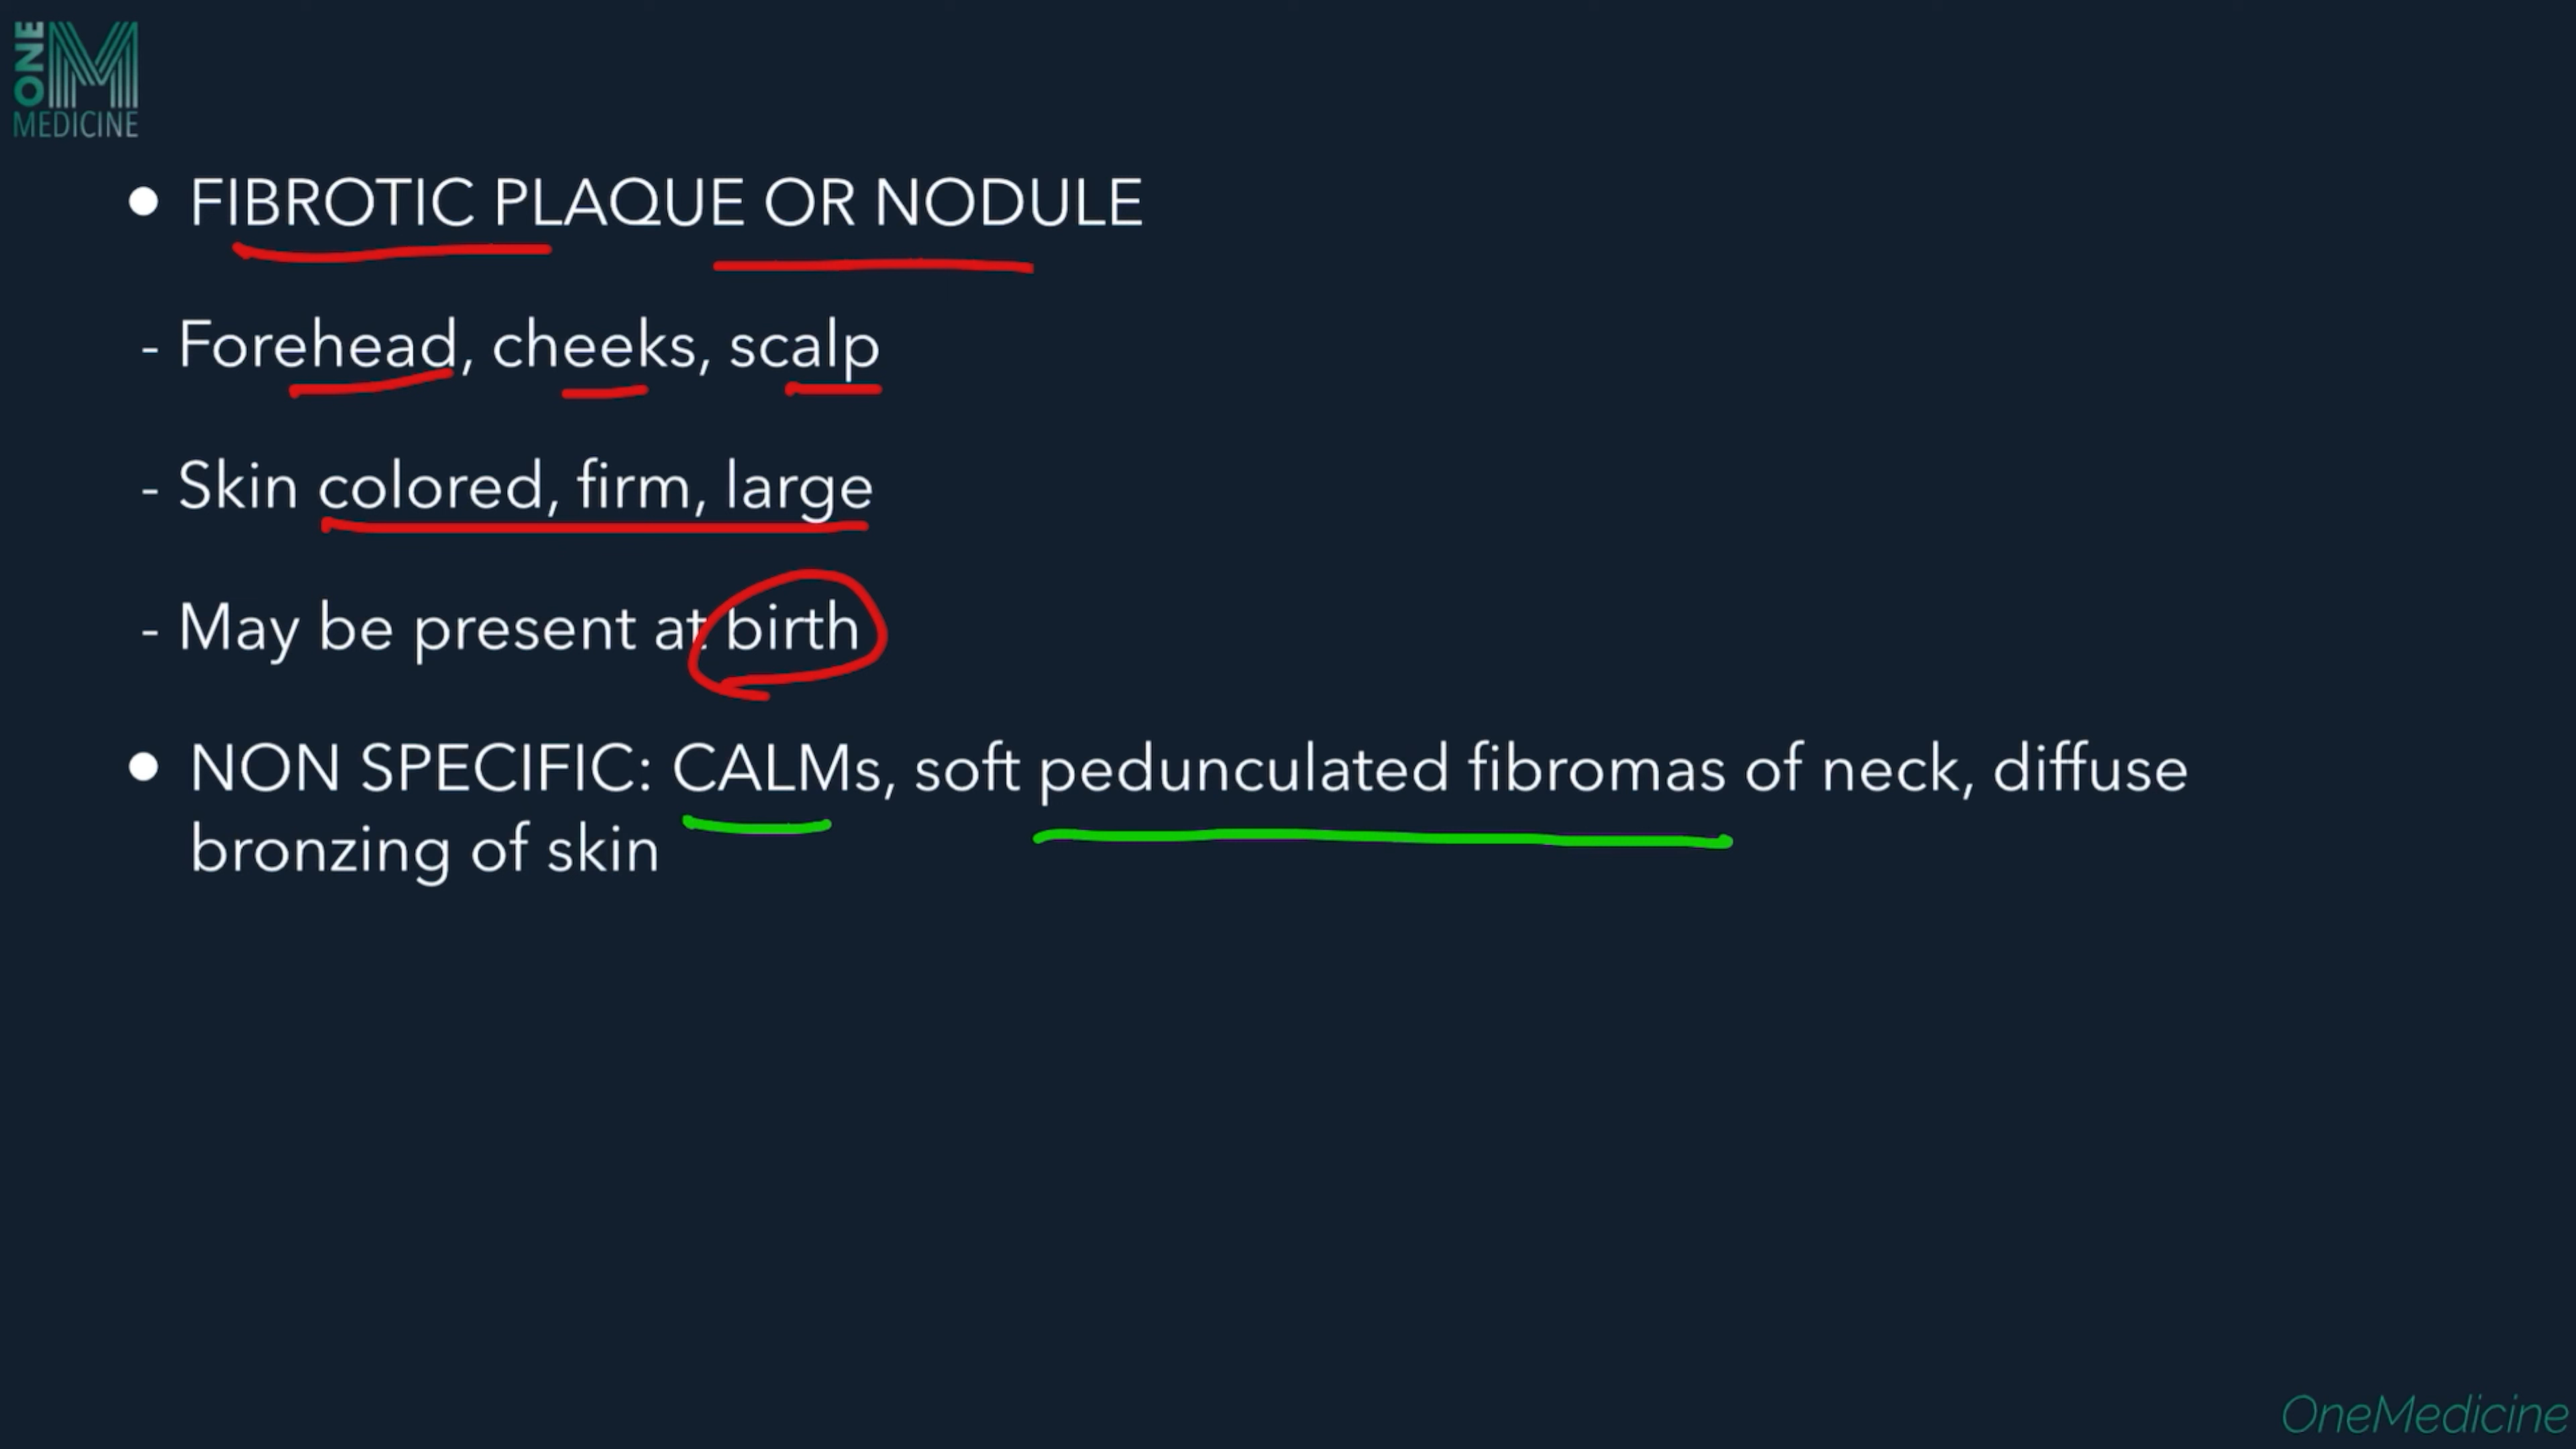 ONE
M
MEDICINE
● FIBROTIC PLAQUE OR NODULE
- Forehead, cheeks, scalp
- Skin colored, firm, large
- May be present at birth
● NON SPECIFIC: CALMs, soft pedunculated fibromas of neck, diffuse
bronzing of skin
OneMedicine